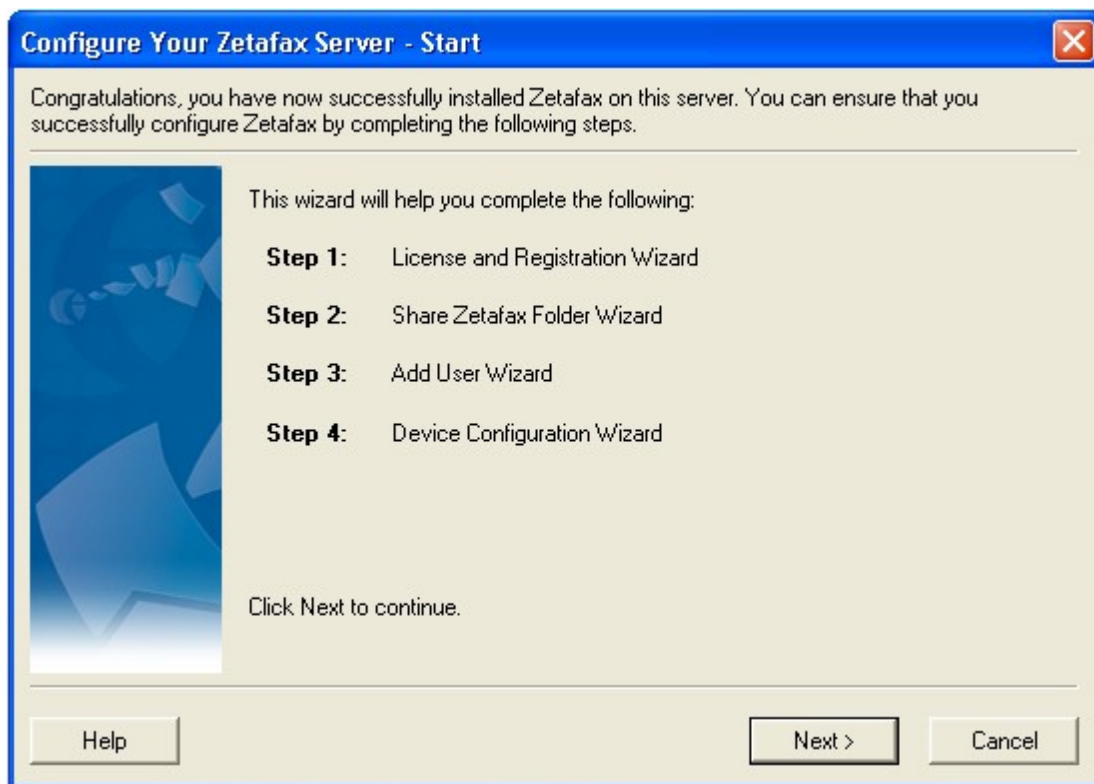 Configure Your Zetafax Server - Start
Congratulations, you have now successfully installed Zetafax on this server. You can ensure that you
successfully configure Zetafax by completing the following steps.
This wizard will help you complete the following:
Step 1: License and Registration Wizard
Step 2: Share Zetafax Folder Wizard
Step 3: Add User Wizard
Step 4: Device Configuration Wizard
Click Next to continue.
Help Next > Cancel